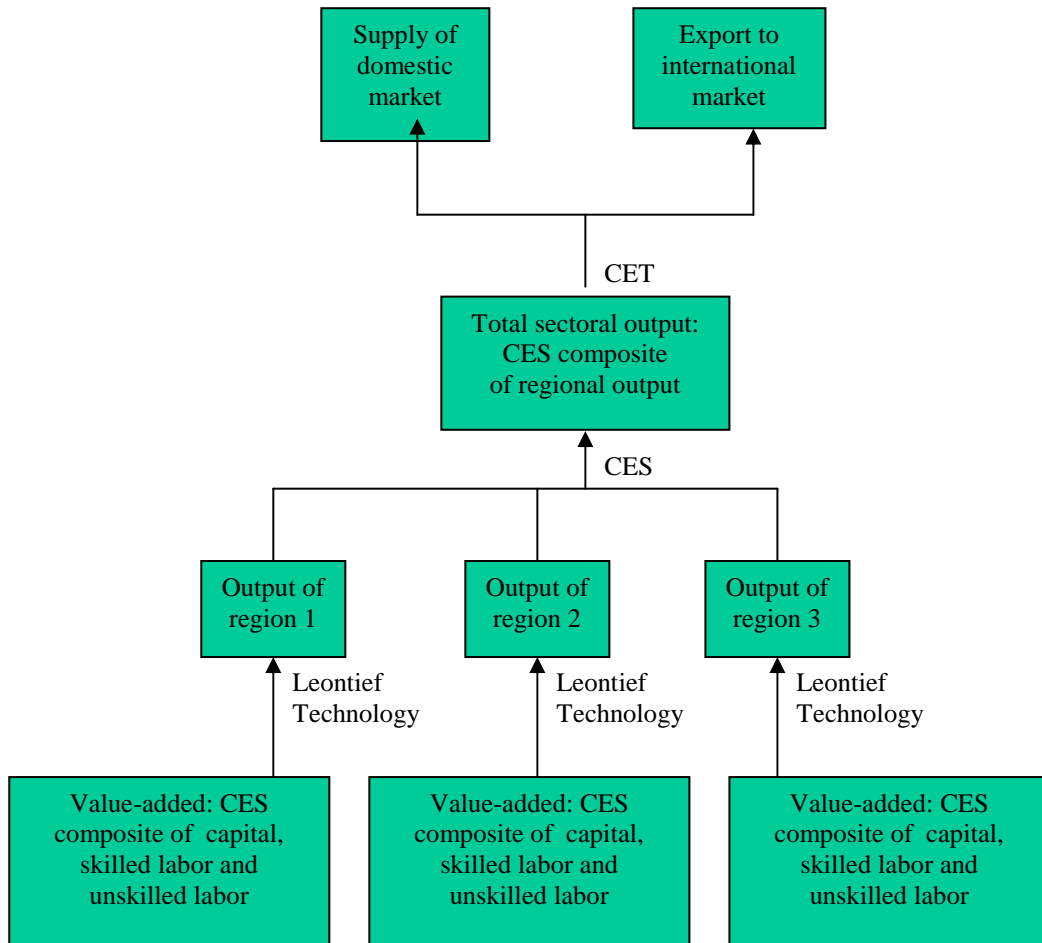 Supply of
domestic
market
Export to
international
market
CET
Total sectoral output:
CES composite
of regional output
CES
Output of
region 1
Output of
region 2
Output of
region 3
Leontief
Technology
Leontief
Technology
Leontief
Technology
Value-added: CES
composite of capital,
skilled labor and
unskilled labor
Value-added: CES
composite of capital,
skilled labor and
unskilled labor
Value-added: CES
composite of capital,
skilled labor and
unskilled labor